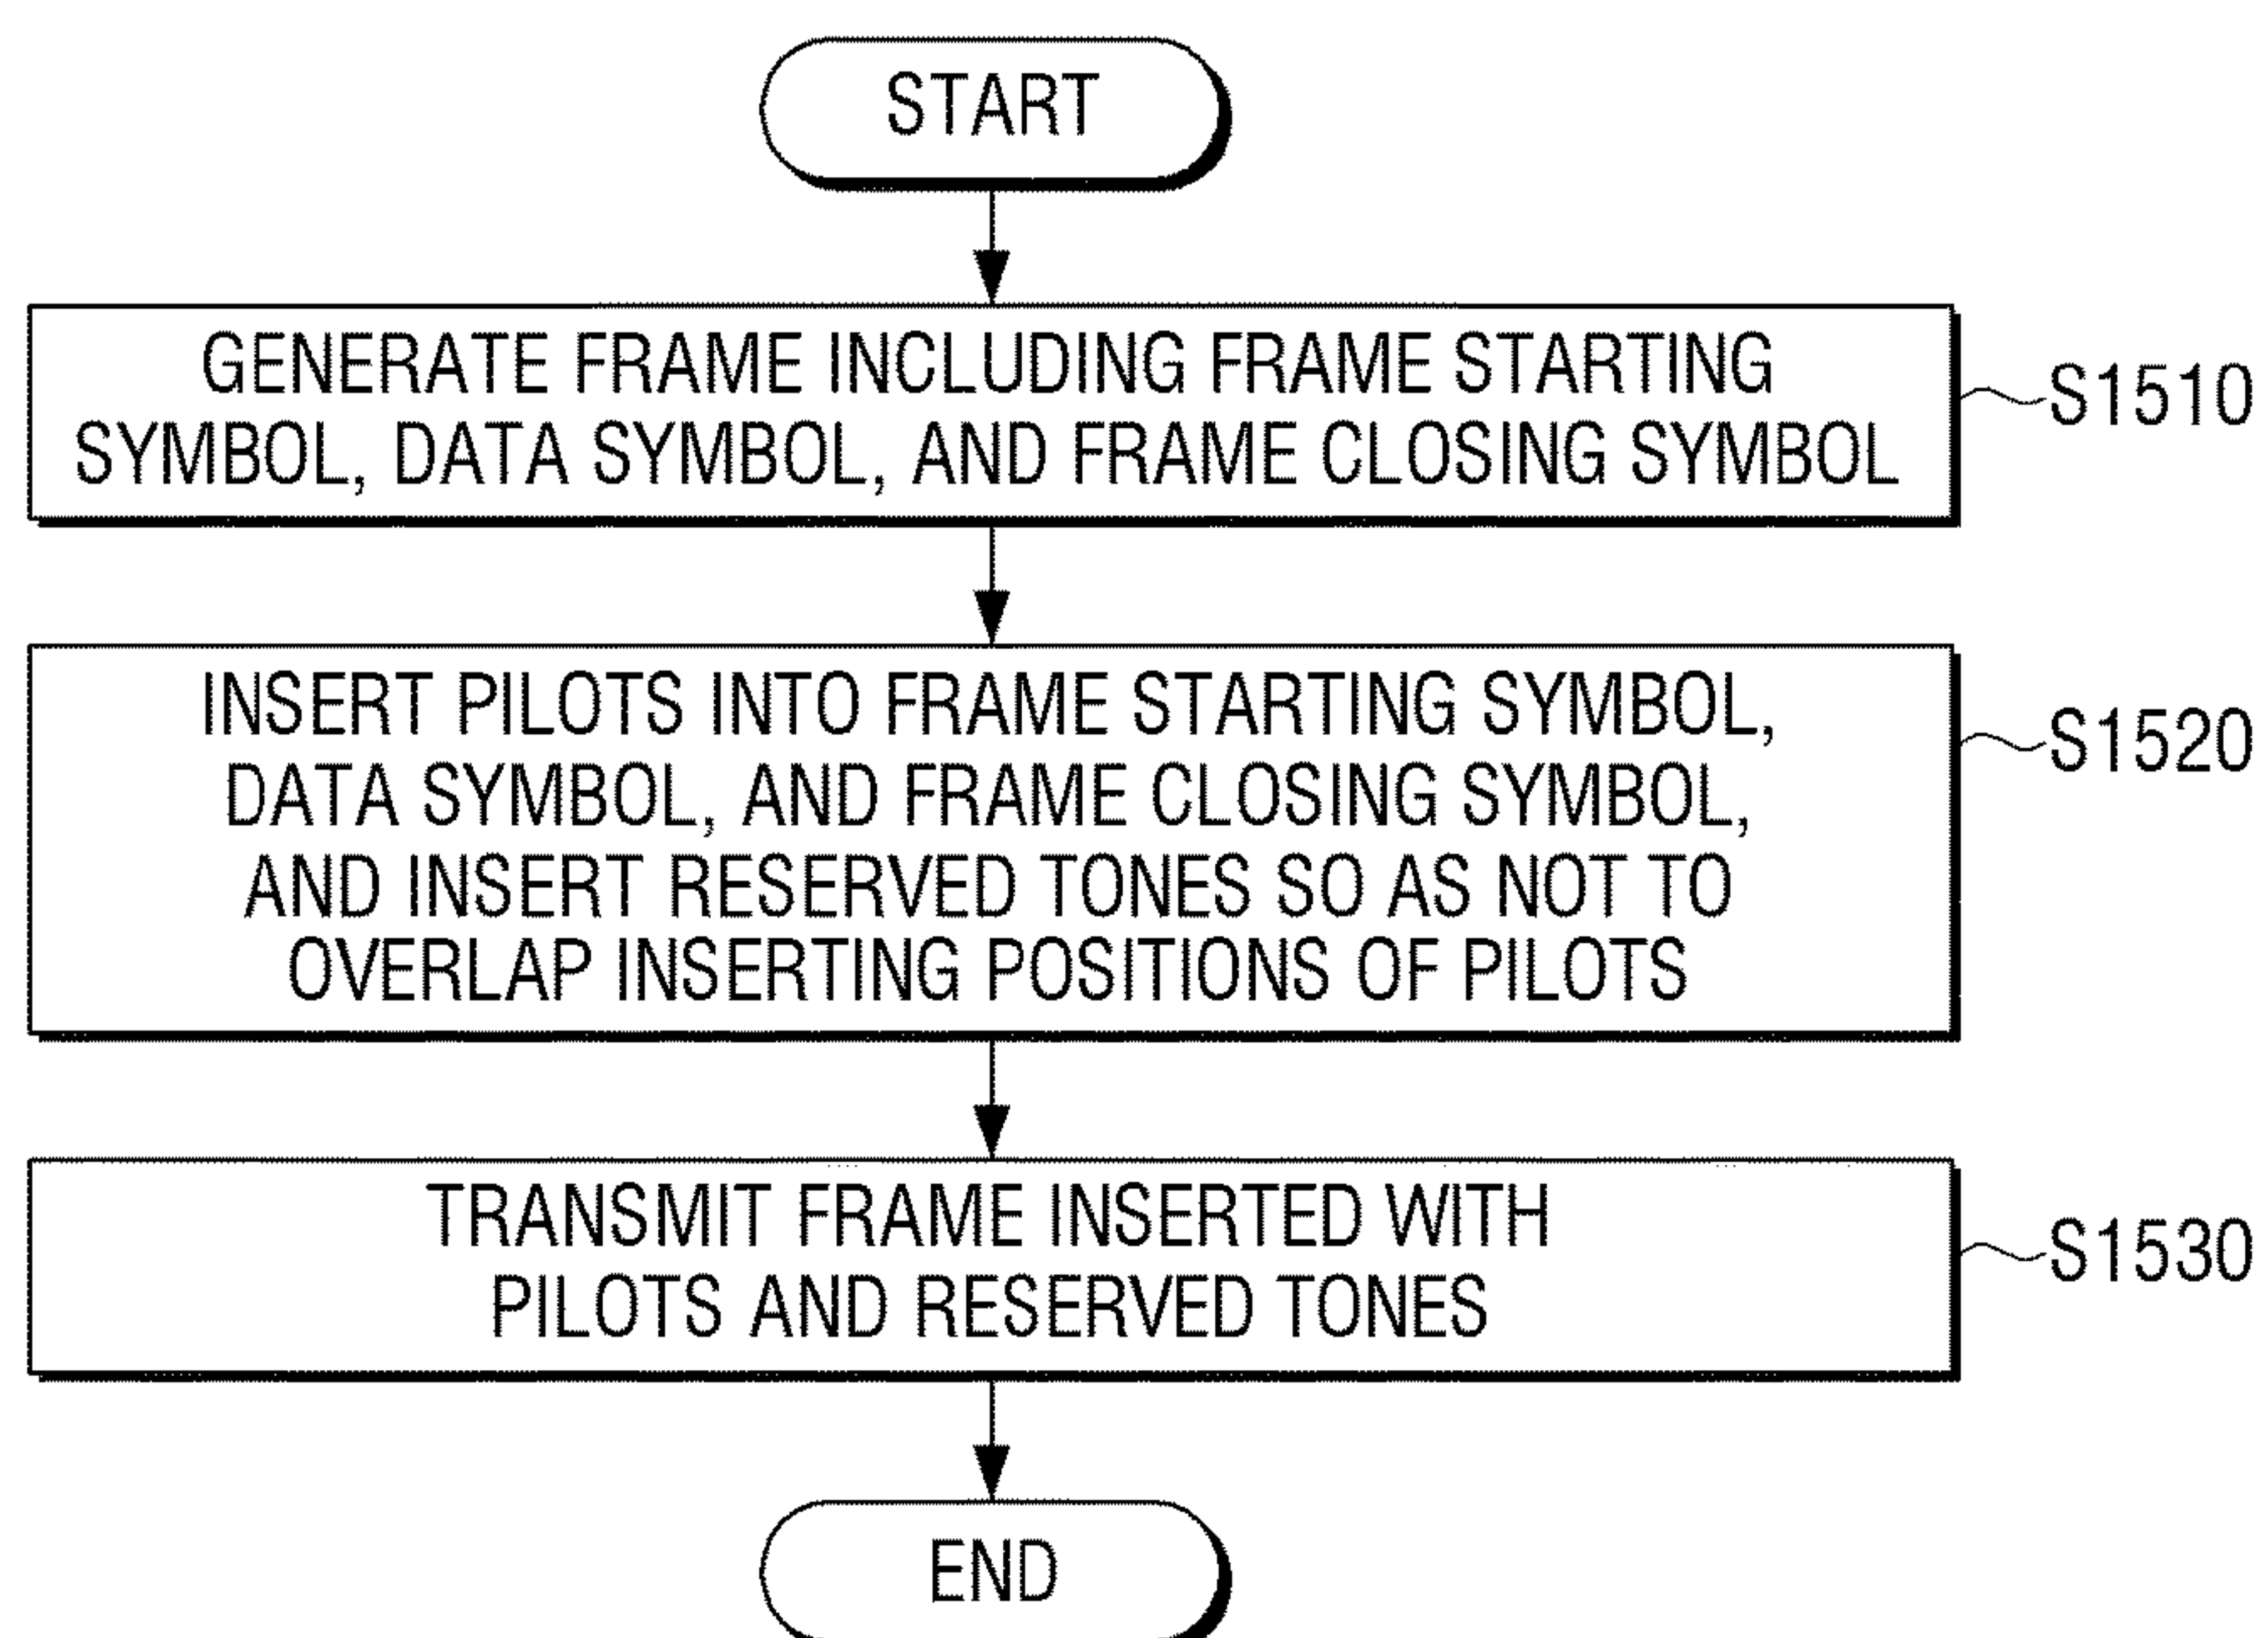 START
GENERATE FRAME INCLUDING FRAME STARTING
SYMBOL, DATA SYMBOL, AND FRAME CLOSING SYMBOL
S1510
INSERT PILOTS INTO FRAME STARTING SYMBOL,
DATA SYMBOL, AND FRAME CLOSING SYMBOL,
AND INSERT RESERVED TONES SO AS NOT TO
OVERLAP INSERTING POSITIONS OF PILOTS
S1520
TRANSMIT FRAME INSERTED WITH
PILOTS AND RESERVED TONES
S1530
END